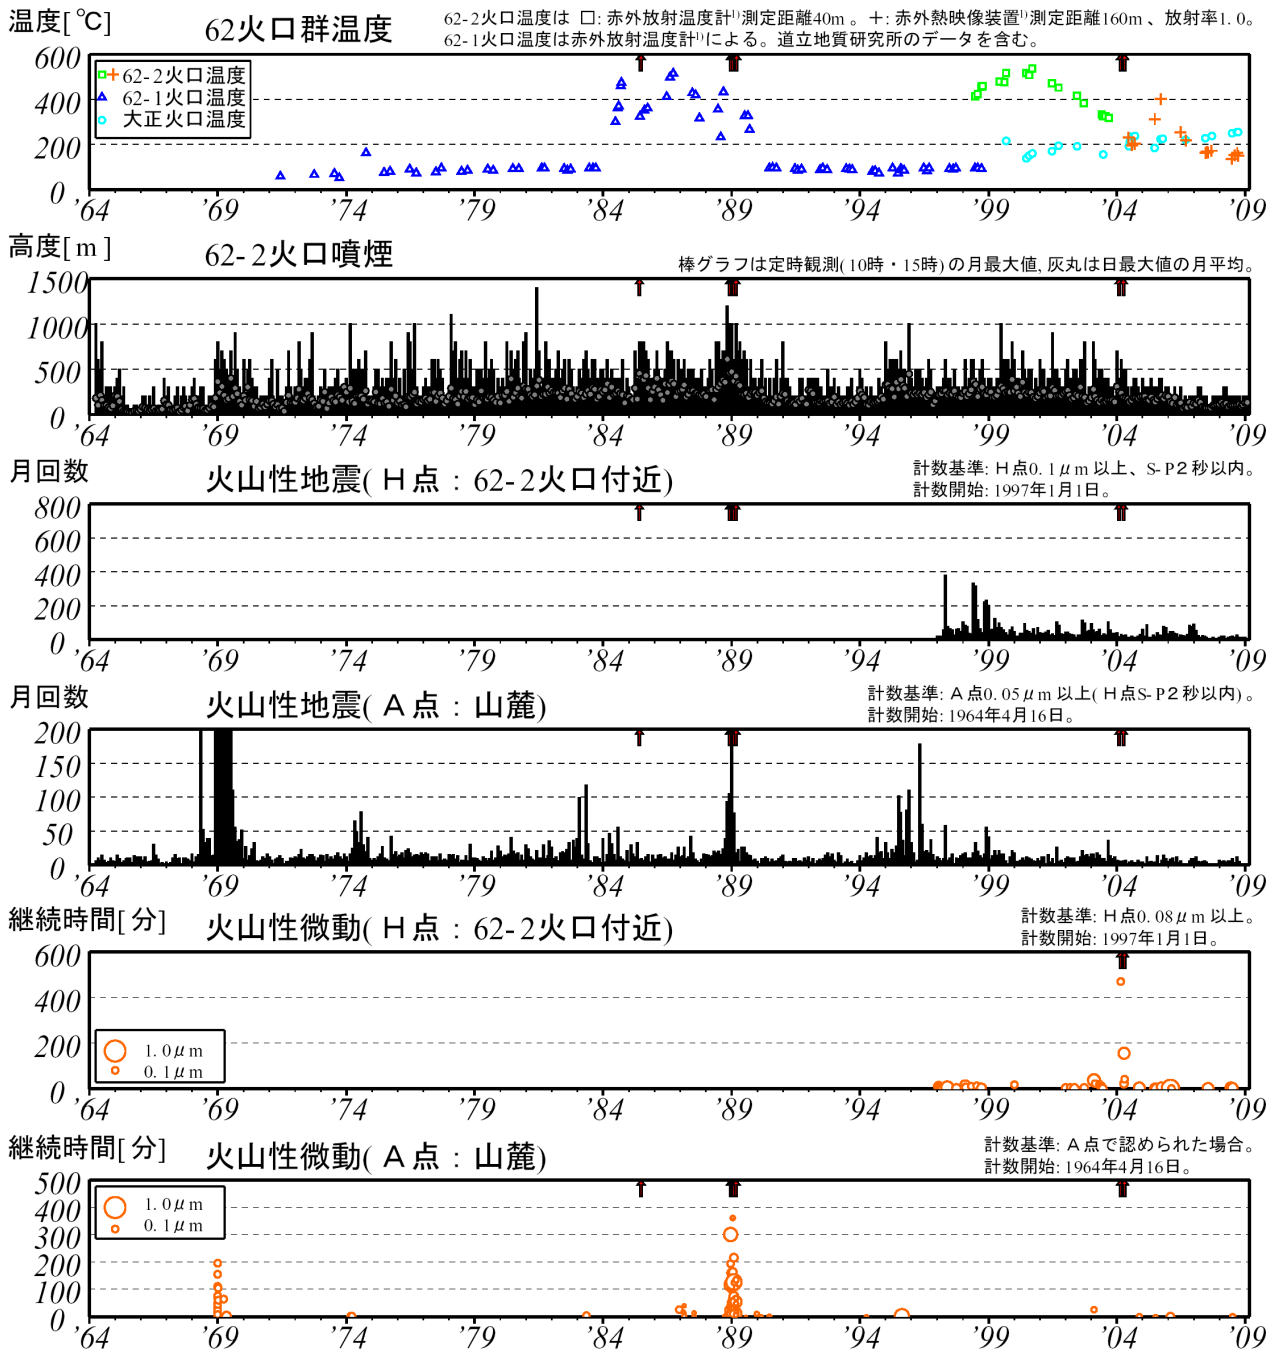 温度[℃]
62火口群温度
62-2火口温度は □: 赤外放射温度計¹⁾測定距離40m 。＋: 赤外熱映像装置¹⁾測定距離160m 、放射率1. 0。
62-1火口温度は赤外放射温度計¹⁾による。道立地質研究所のデータを含む。
600
400
200
0
62-2火口温度
62-1火口温度
大正火口温度
'64 '69 '74 '79 '84 '89 '94 '99 '04 '09
高度[ m ]
62- 2火口噴煙
棒グラフは定時観測( 10時・15時) の月最大値, 灰丸は日最大値の月平均。
1500
1000
500
0
'64 '69 '74 '79 '84 '89 '94 '99 '04 '09
月回数
火山性地震( Ｈ点 : 62- 2火口付近)
計数基準: Ｈ点0. 1μm 以上、S- P２秒以内。
計数開始: 1997年1月1日。
800
600
400
200
0
'64 '69 '74 '79 '84 '89 '94 '99 '04 '09
月回数
火山性地震( Ａ点 : 山麓)
計数基準: Ａ点0. 05μm 以上( Ｈ点S- P２秒以内) 。
計数開始: 1964年4月16日。
200
150
100
50
0
'64 '69 '74 '79 '84 '89 '94 '99 '04 '09
継続時間[ 分]
火山性微動( Ｈ点 : 62- 2火口付近)
計数基準: Ｈ点0. 08μm 以上。
計数開始: 1997年1月1日。
600
400
200
0
1. 0μm
0. 1μm
'64 '69 '74 '79 '84 '89 '94 '99 '04 '09
継続時間[ 分]
火山性微動( Ａ点 : 山麓)
計数基準: Ａ点で認められた場合。
計数開始: 1964年4月16日。
500
400
300
200
100
0
1. 0μm
0. 1μm
'64 '69 '74 '79 '84 '89 '94 '99 '04 '09